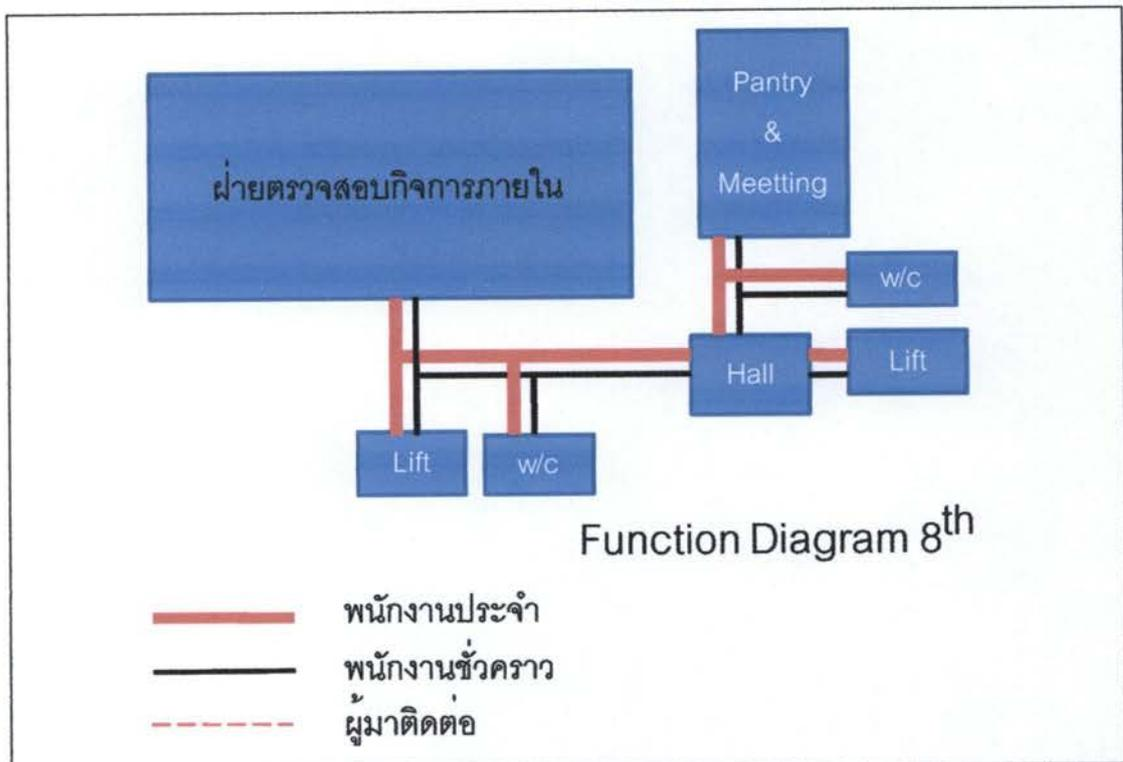 ฝ่ายตรวจสอบกิจการภายใน
Pantry
&
Meetting
w/c
Hall
Lift
Lift
w/c
Function Diagram 8th
พนักงานประจำ
พนักงานชั่วคราว
ผู้มาติดต่อ